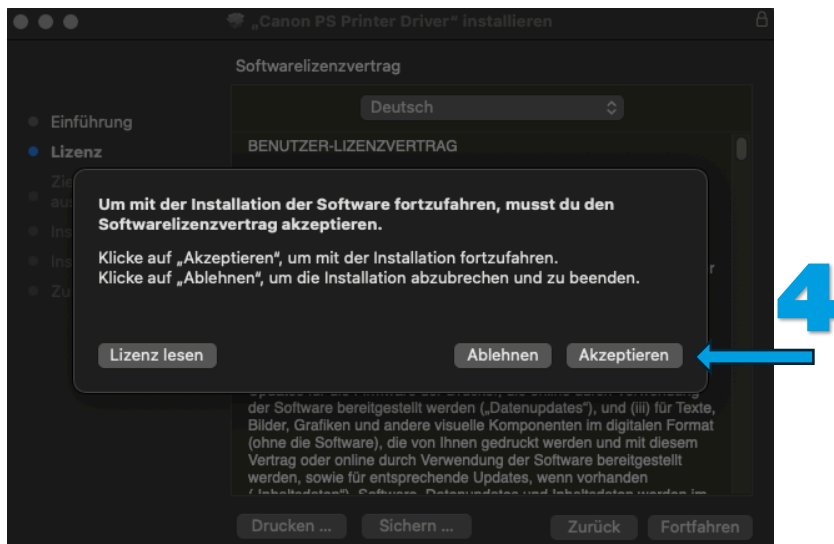 „Canon PS Printer Driver“ installieren
Softwarelizenzvertrag
Deutsch
Einführung
Lizenz
BENUTZER-LIZENZVERTRAG
Um mit der Installation der Software fortzufahren, musst du den
Softwarelizenzvertrag akzeptieren.
Klicke auf „Akzeptieren“, um mit der Installation fortzufahren.
Klicke auf „Ablehnen“, um die Installation abzubrechen und zu beenden.
4
Lizenz lesen
Ablehnen
Akzeptieren
der Software bereitgestellt werden („Datenupdates“), und (iii) für Texte,
Bilder, Grafiken und andere visuelle Komponenten im digitalen Format
(ohne die Software), die von Ihnen gedruckt werden und mit diesem
Vertrag oder online durch Verwendung der Software bereitgestellt
werden, sowie für entsprechende Updates, wenn vorhanden
Drucken ...
Sichern ...
Zurück
Fortfahren